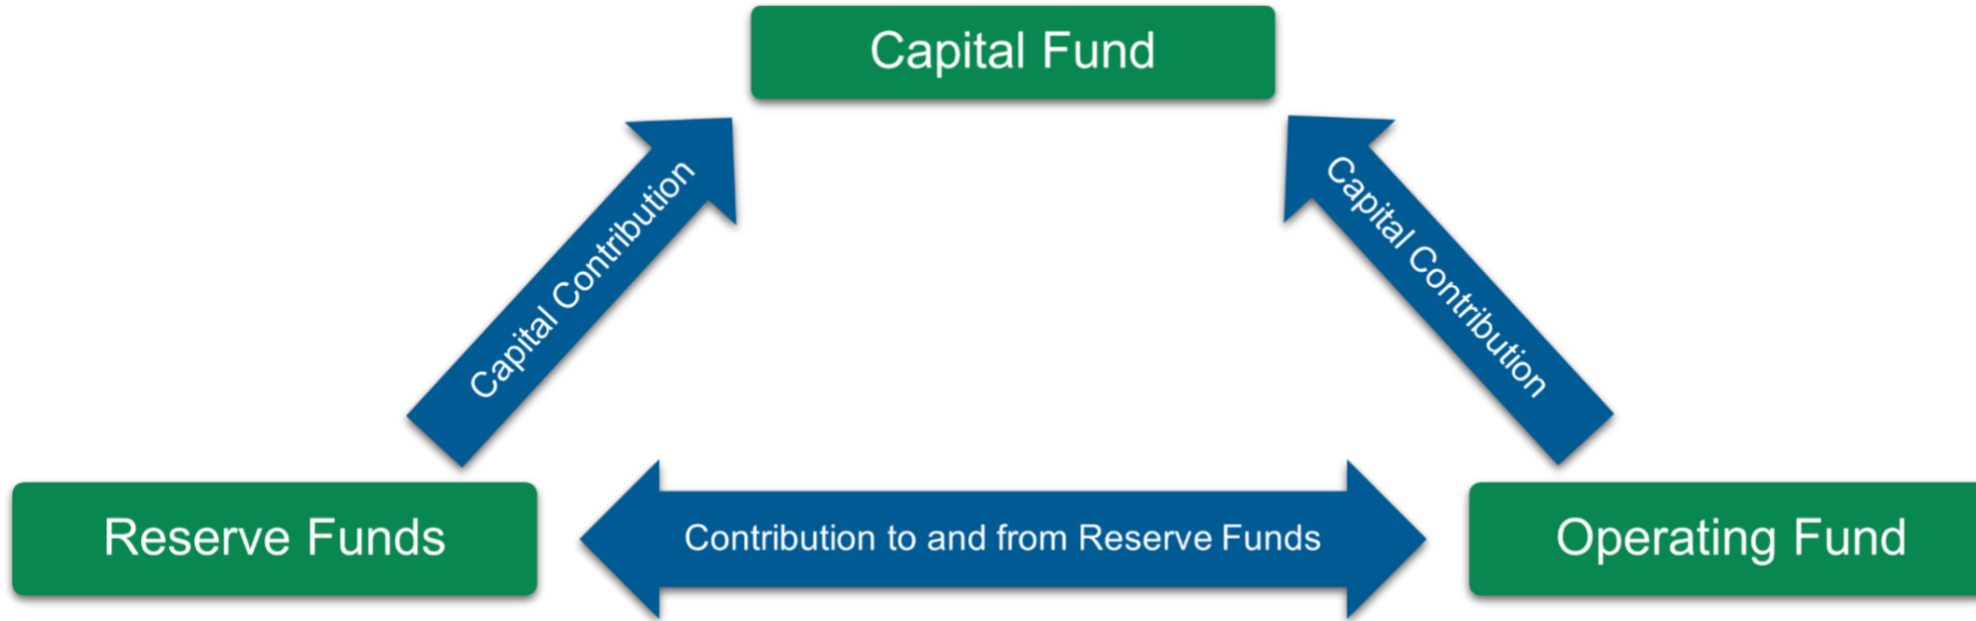 Capital Fund
Capital Contribution
Capital Contribution
Reserve Funds
Contribution to and from Reserve Funds
Operating Fund